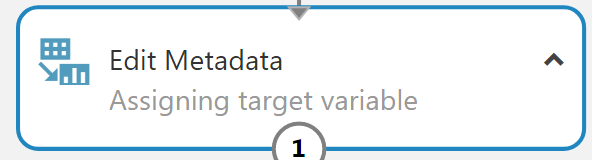 Edit Metadata
Assigning target variable
1